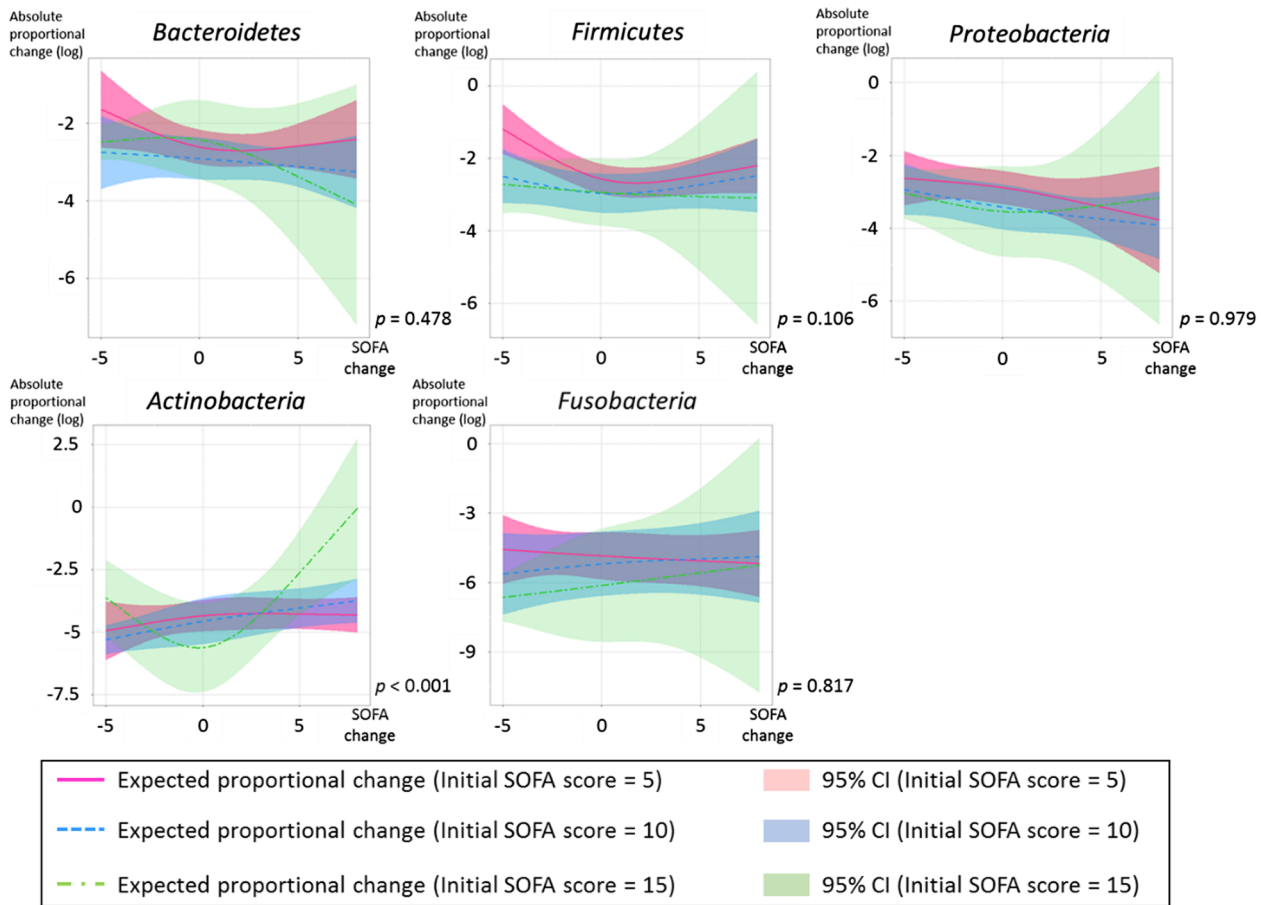 Absolute
proportional
change (log)
Bacteroidetes
-2
-4
-6
-5 0 5 SOFA
change
p = 0.478
Absolute
proportional
change (log)
Firmicutes
0
-2
-4
-6
-5 0 5 SOFA
change
p = 0.106
Absolute
proportional
change (log)
Proteobacteria
0
-2
-4
-6
-5 0 5 SOFA
change
p = 0.979
Absolute
proportional
change (log)
Actinobacteria
2.5
0
-2.5
-5
-7.5
-5 0 5 SOFA
change
p < 0.001
Absolute
proportional
change (log)
Fusobacteria
0
-3
-6
-9
-5 0 5 SOFA
change
p = 0.817
Expected proportional change (Initial SOFA score = 5)
95% CI (Initial SOFA score = 5)
Expected proportional change (Initial SOFA score = 10)
95% CI (Initial SOFA score = 10)
Expected proportional change (Initial SOFA score = 15)
95% CI (Initial SOFA score = 15)